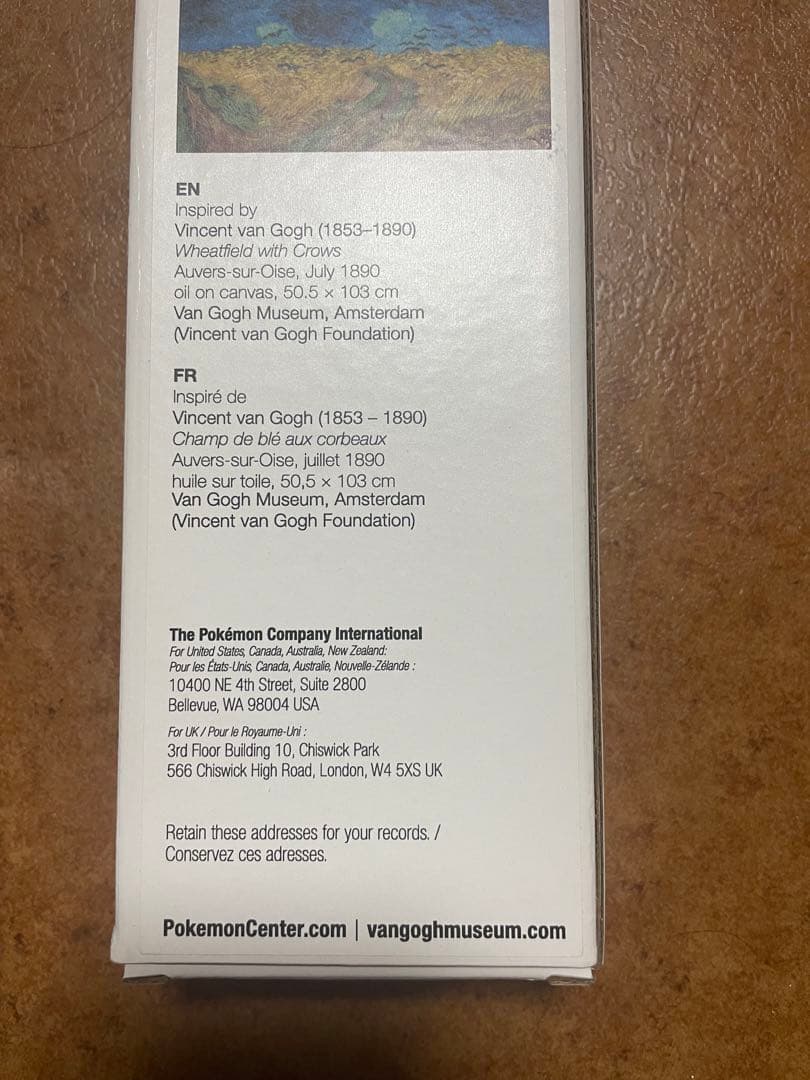 EN
Inspired by
Vincent van Gogh (1853–1890)
Wheatfield with Crows
Auvers-sur-Oise, July 1890
oil on canvas, 50.5 × 103 cm
Van Gogh Museum, Amsterdam
(Vincent van Gogh Foundation)
FR
Inspiré de
Vincent van Gogh (1853 – 1890)
Champ de blé aux corbeaux
Auvers-sur-Oise, juillet 1890
huile sur toile, 50,5 × 103 cm
Van Gogh Museum, Amsterdam
(Vincent van Gogh Foundation)
The Pokémon Company International
For United States, Canada, Australia, New Zealand:
Pour les États-Unis, Canada, Australie, Nouvelle-Zélande :
10400 NE 4th Street, Suite 2800
Bellevue, WA 98004 USA
For UK / Pour le Royaume-Uni :
3rd Floor Building 10, Chiswick Park
566 Chiswick High Road, London, W4 5XS UK
Retain these addresses for your records. /
Conservez ces adresses.
PokemonCenter.com | vangoghmuseum.com